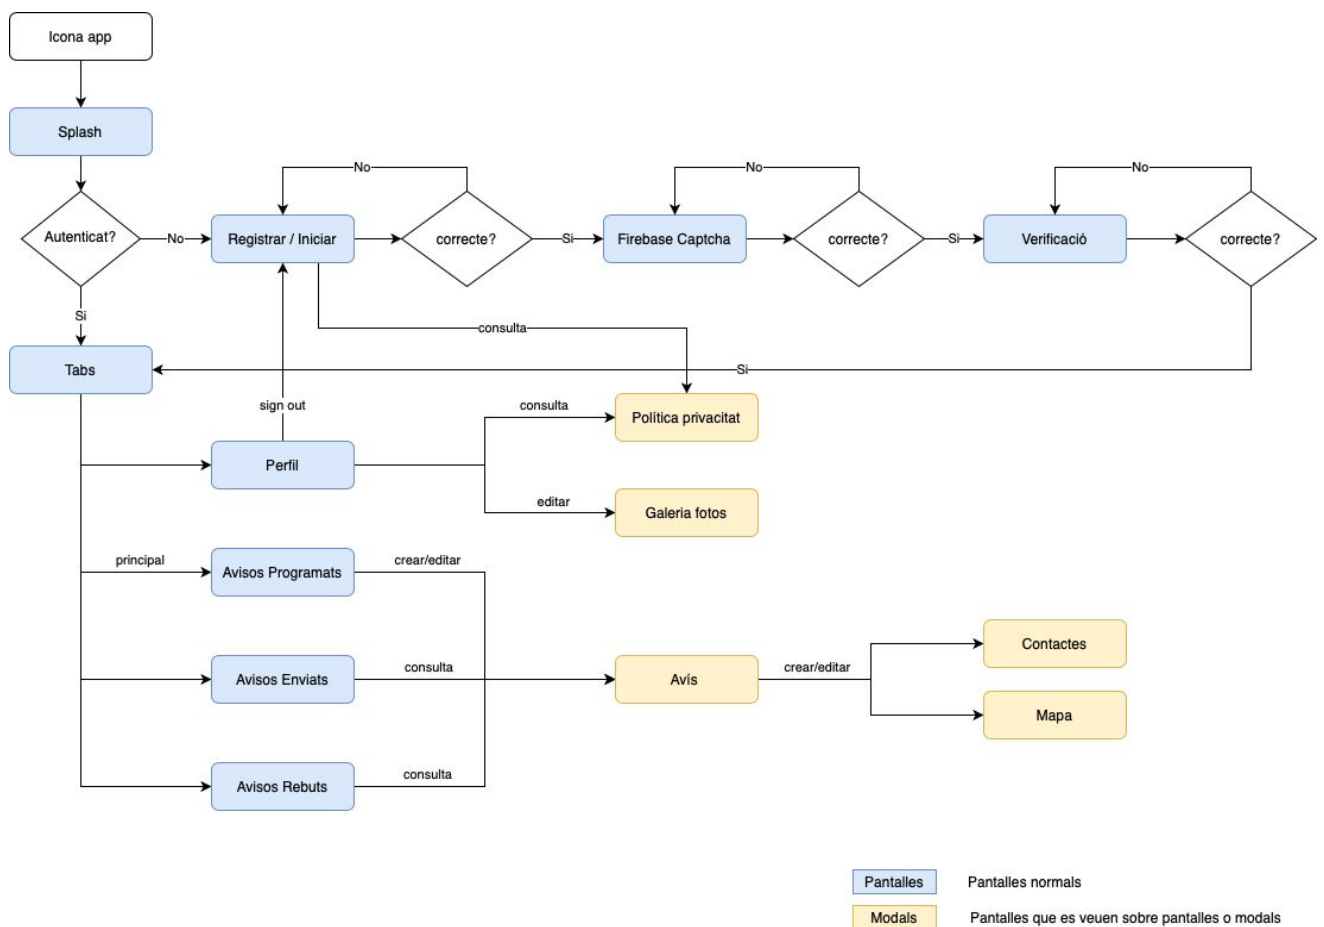 Icona app
Splash
No
No
No
Autenticat?
No
Registrar / Iniciar
correcte?
Si
Firebase Captcha
correcte?
Si
Verificació
correcte?
Si
consulta
Tabs
Si
sign out
consulta
Política privacitat
Perfil
editar
Galeria fotos
principal
Avisos Programats
crear/editar
Avisos Enviats
consulta
Avís
crear/editar
Contactes
Mapa
Avisos Rebuts
consulta
Pantalles
Pantalles normals
Modals
Pantalles que es veuen sobre pantalles o modals